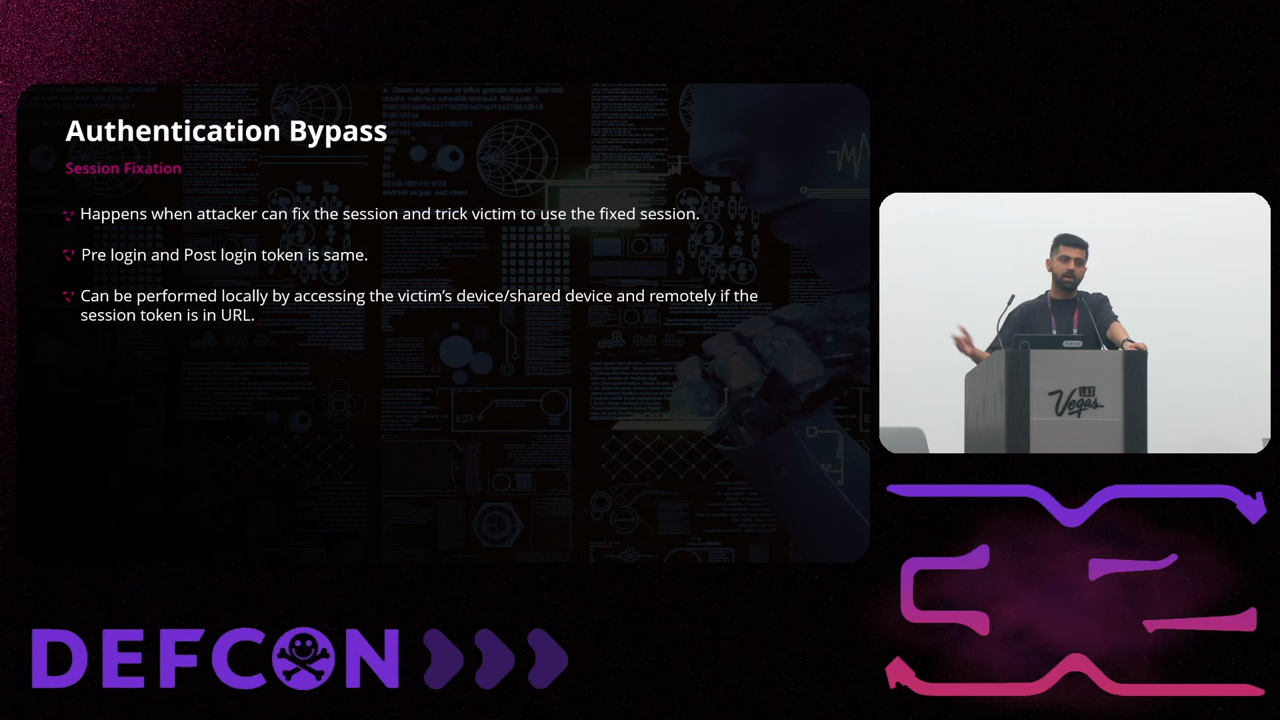 Authentication Bypass
Session Fixation
Happens when attacker can fix the session and trick victim to use the fixed session.
Pre login and Post login token is same.
Can be performed locally by accessing the victim's device/shared device and remotely if the
session token is in URL.
LAS
Vegas
DEFCON